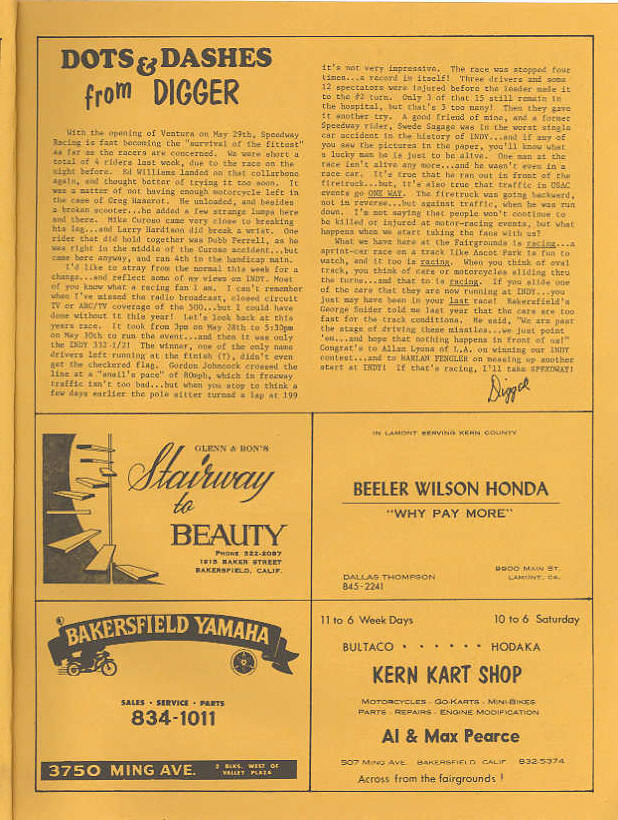 DOTS & DASHES
from DIGGER
With the opening of Ventura on May 29th, Speedway
Racing is fast becoming the "survival of the fittest"
as far as the racers are concerned. We were short a
total of 4 riders last week, due to the race on the
night before. Ed Williams landed on that collarbone
again, and thought better of trying it too soon. It
was a matter of not having enough motorcycle left in
the case of Greg Haserot. He unloaded, and besides
a broken scooter...he added a few strange lumps here
and there. Mike Curoso came very close to breaking
his leg...and Larry Hardison did break a wrist. One
rider that did hold together was Dubb Ferrell, as he
was right in the middle of the Curoso accident...but
came here anyway, and ran 4th in the handicap main.
I'd like to stray from the normal this week for a
change...and reflect some of my views on INDY. Most
of you know what a racing fan I am. I can't remember
when I've missed the radio broadcast, closed circuit
TV or ABC/TV coverage of the 500...but I could have
done without it this year! Let's look back at this
years race. It took from 3pm on May 28th to 5:30pm
on May 30th to run the event...and then it was only
the INDY 332-1/2! The winner, one of the only name
drivers left running at the finish (?), didn't even
get the checkered flag. Gordon Johncock crossed the
line at a "snail's pace" of 80mph, which in freeway
traffic isn't too bad...but when you stop to think a
few days earlier the pole sitter turned a lap at 199
it's not very impressive. The race was stopped four
times...a record in itself! Three drivers and some
12 spectators were injured before the leader made it
to the #2 turn. Only 3 of that 15 still remain in
the hospital, but that's 3 too many! Then they gave
it another try. A good friend of mine, and a former
Speedway rider, Swede Sagage was in the worst single
car accident in the history of INDY...and if any of
you saw the pictures in the paper, you'll know what
a lucky man he is just to be alive. One man at the
race isn't alive any more...and he wasn't even in a
race car. It's true that he ran out in front of the
firetruck...but, it's also true that traffic in USAC
events go ONE WAY. The firetruck was going backward,
not in reverse...but against traffic, when he was run
down. I'm not saying that people won't continue to
be killed or injured at motor-racing events, but what
happens when we start taking the fans with us?
What we have here at the Fairgrounds is racing...a
sprint-car race on a track like Ascot Park is fun to
watch, and it too is racing. When you think of oval
track, you think of cars or motorcycles sliding thru
the turns...and that to is racing. If you slide one
of the cars that they are now running at INDY...you
just may have been in your last race! Bakersfield's
George Snider told me last year that the cars are too
fast for the track conditions. He said, "We are past
the stage of driving these missiles...we just point
'em...and hope that nothing happens in front of us!"
Congrat's to Allan Lyons of L.A. on winning our INDY
contest...and to HARLAN FENGLER on messing up another
start at INDY! If that's racing, I'll take SPEEDWAY!
Digger
GLENN & RON'S
Stairway
to
BEAUTY
PHONE 322-2087
1915 BAKER STREET
BAKERSFIELD, CALIF.
IN LAMONT SERVING KERN COUNTY
BEELER WILSON HONDA
"WHY PAY MORE"
DALLAS THOMPSON
845-2241
9900 MAIN ST.
LAMONT, CA.
BAKERSFIELD YAMAHA
SALES · SERVICE · PARTS
834-1011
3750 MING AVE. 2 BLKS. WEST OF
VALLEY PLAZA
11 to 6 Week Days 10 to 6 Saturday
BULTACO · · · · · · HODAKA
KERN KART SHOP
MOTORCYCLES · GO-KARTS · MINI-BIKES
PARTS · REPAIRS · ENGINE MODIFICATION
Al & Max Pearce
507 MING AVE. BAKERSFIELD, CALIF 832-5374
Across from the fairgrounds !